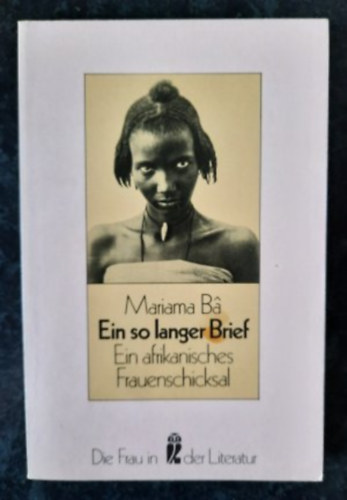 Mariama Bâ
Ein so langer Brief
Ein afrikanisches
Frauenschicksal
Die Frau in der Literatur